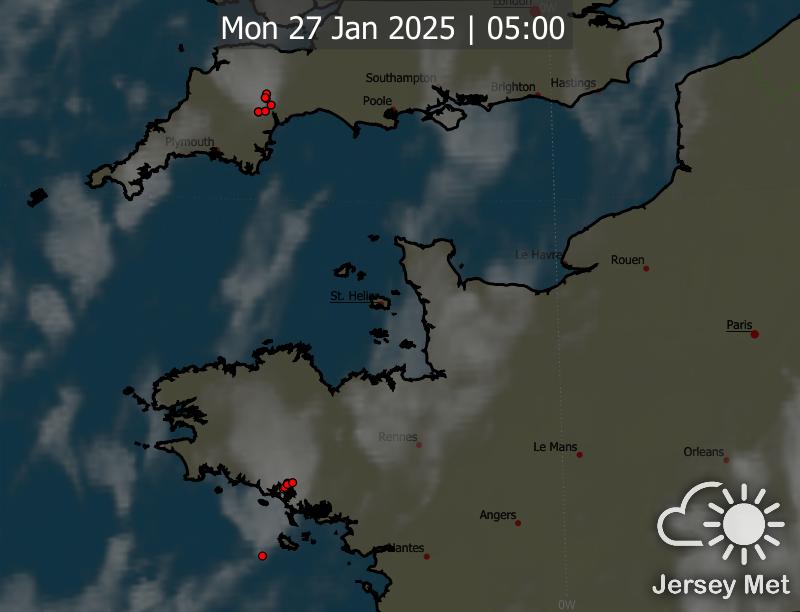 London
0W
Mon 27 Jan 2025 | 05:00
Southampton
Brighton
Hastings
Poole
Plymouth
Le Havre
Rouen
St. Helier
Paris
Rennes
Le Mans
Orleans
Angers
Nantes
Jersey Met
0W